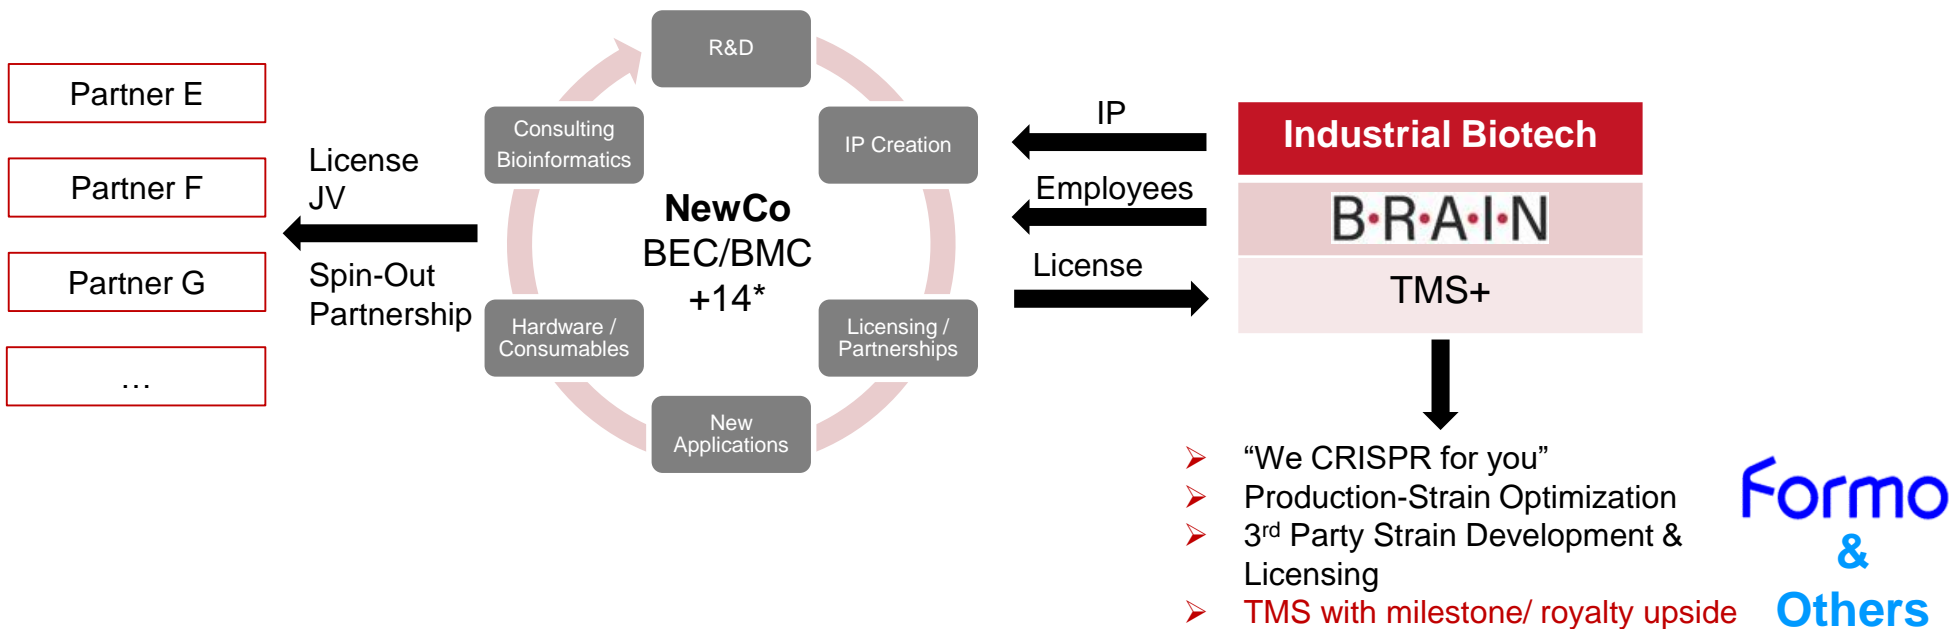 Partner E
Partner F
Partner G
…
License
JV
Spin-Out
Partnership
R&D
IP Creation
Licensing /
Partnerships
New
Applications
Hardware /
Consumables
Consulting
Bioinformatics
NewCo
BEC/BMC
+14*
IP
Employees
License
Industrial Biotech
B•R•A•I•N
TMS+
“We CRISPR for you”
Production-Strain Optimization
3rd Party Strain Development &
Licensing
TMS with milestone/ royalty upside
Formo
&
Others